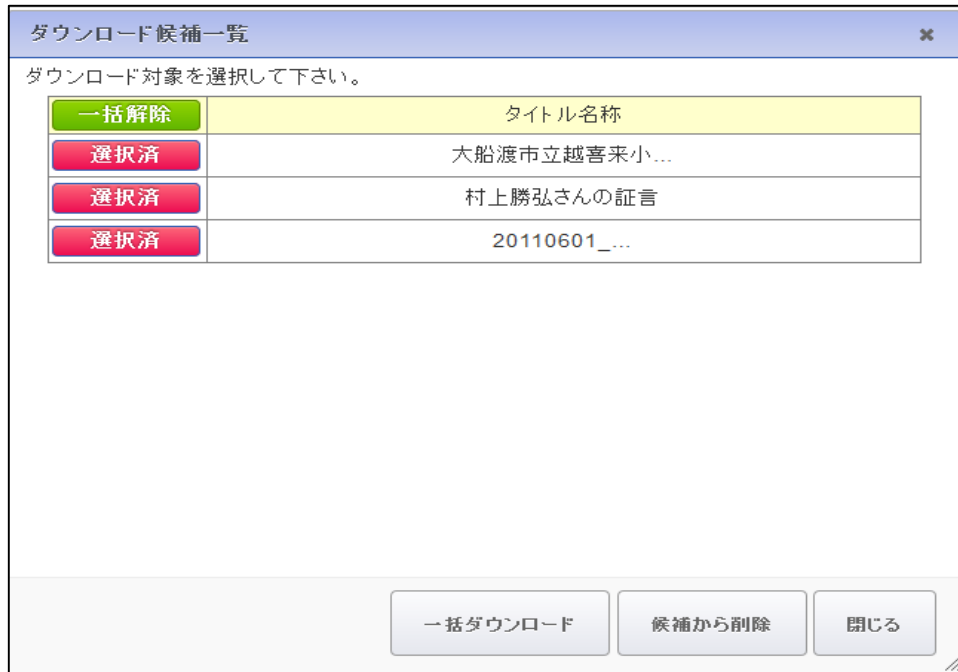 ダウンロード候補一覧
ダウンロード対象を選択して下さい。
一括解除 タイトル名称
選択済 大船渡市立越喜来小...
選択済 村上勝弘さんの証言
選択済 20110601_...
一括ダウンロード 候補から削除 閉じる